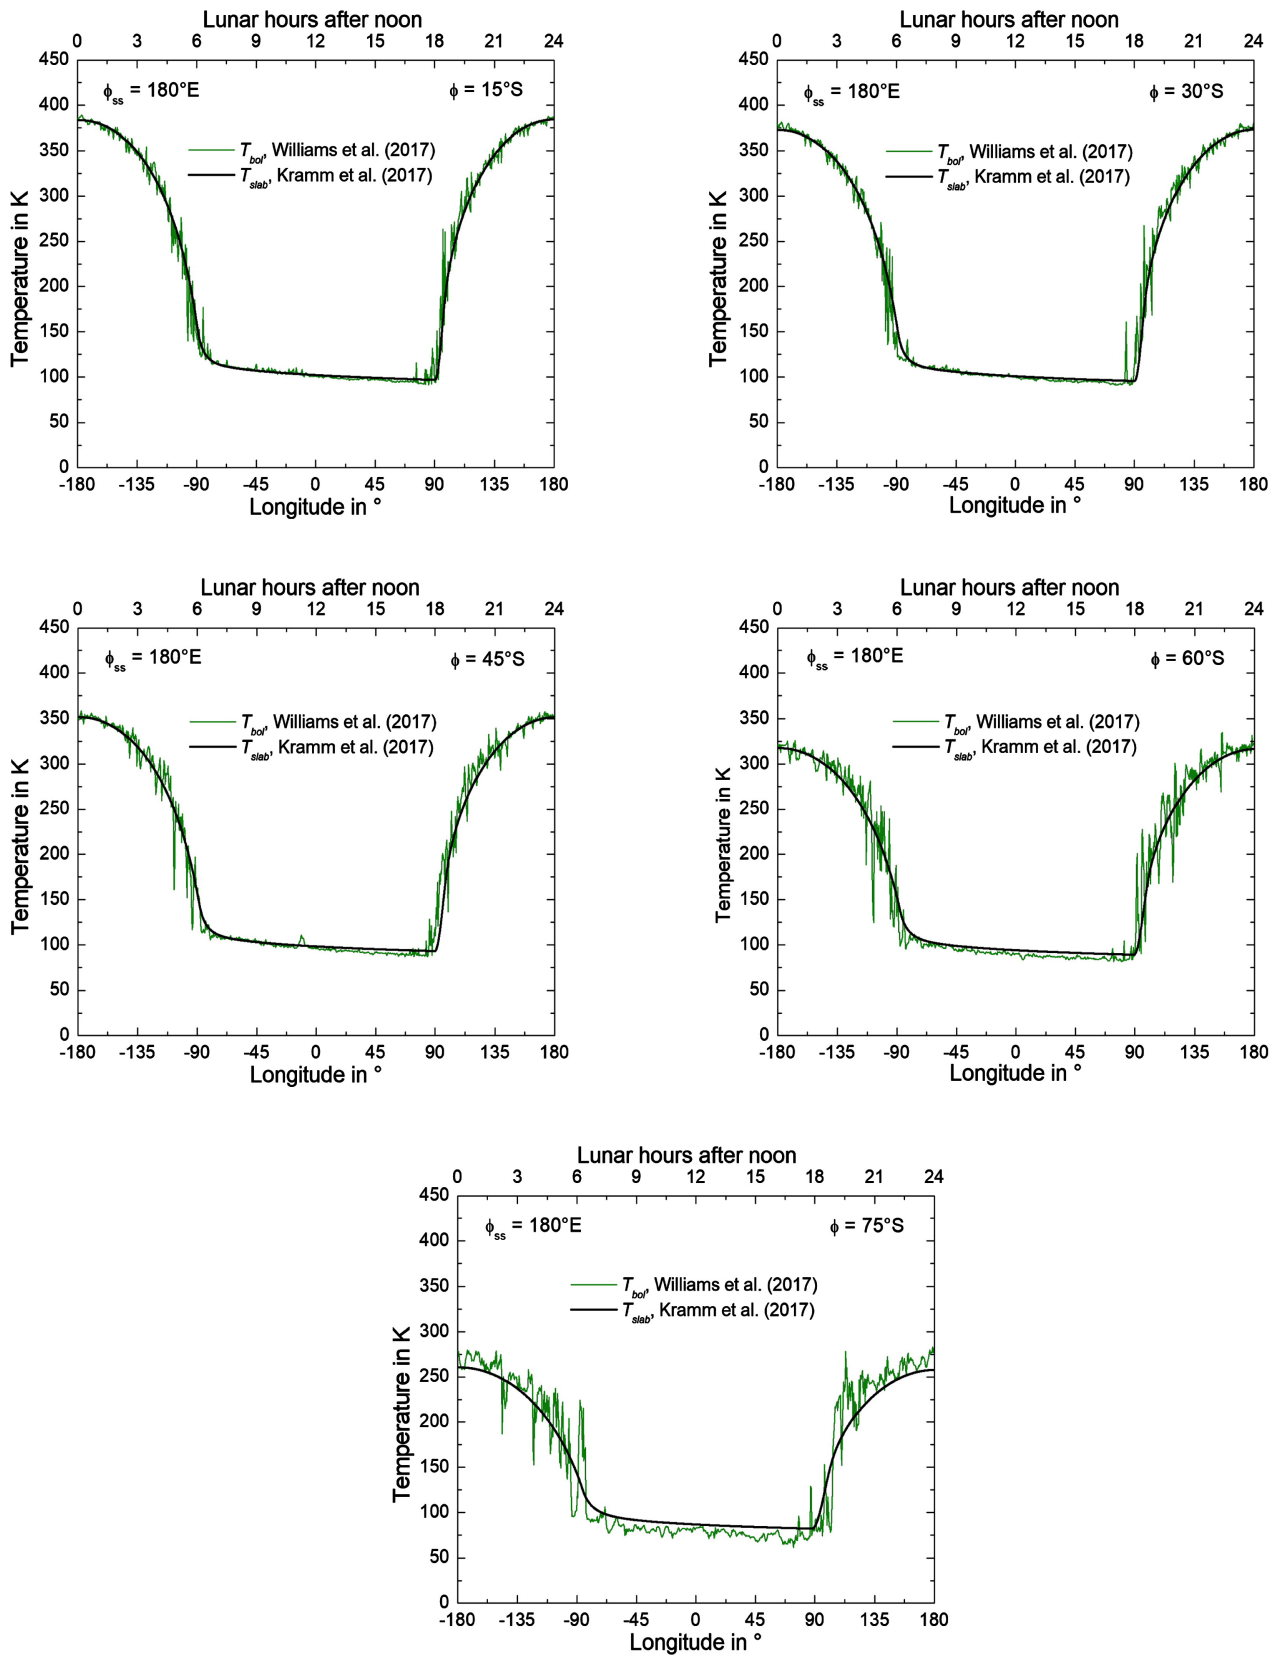 Lunar hours after noon
0 3 6 9 12 15 18 21 24
450
400
350
300
250
200
150
100
50
0
Temperature in K
ϕss = 180°E
ϕ = 15°S
Tbol, Williams et al. (2017)
Tslab, Kramm et al. (2017)
-180 -135 -90 -45 0 45 90 135 180
Longitude in °
Lunar hours after noon
0 3 6 9 12 15 18 21 24
450
400
350
300
250
200
150
100
50
0
Temperature in K
ϕss = 180°E
ϕ = 30°S
Tbol, Williams et al. (2017)
Tslab, Kramm et al. (2017)
-180 -135 -90 -45 0 45 90 135 180
Longitude in °
Lunar hours after noon
0 3 6 9 12 15 18 21 24
450
400
350
300
250
200
150
100
50
0
Temperature in K
ϕss = 180°E
ϕ = 45°S
Tbol, Williams et al. (2017)
Tslab, Kramm et al. (2017)
-180 -135 -90 -45 0 45 90 135 180
Longitude in °
Lunar hours after noon
0 3 6 9 12 15 18 21 24
450
400
350
300
250
200
150
100
50
0
Temperature in K
ϕss = 180°E
ϕ = 60°S
Tbol, Williams et al. (2017)
Tslab, Kramm et al. (2017)
-180 -135 -90 -45 0 45 90 135 180
Longitude in °
Lunar hours after noon
0 3 6 9 12 15 18 21 24
450
400
350
300
250
200
150
100
50
0
Temperature in K
ϕss = 180°E
ϕ = 75°S
Tbol, Williams et al. (2017)
Tslab, Kramm et al. (2017)
-180 -135 -90 -45 0 45 90 135 180
Longitude in °